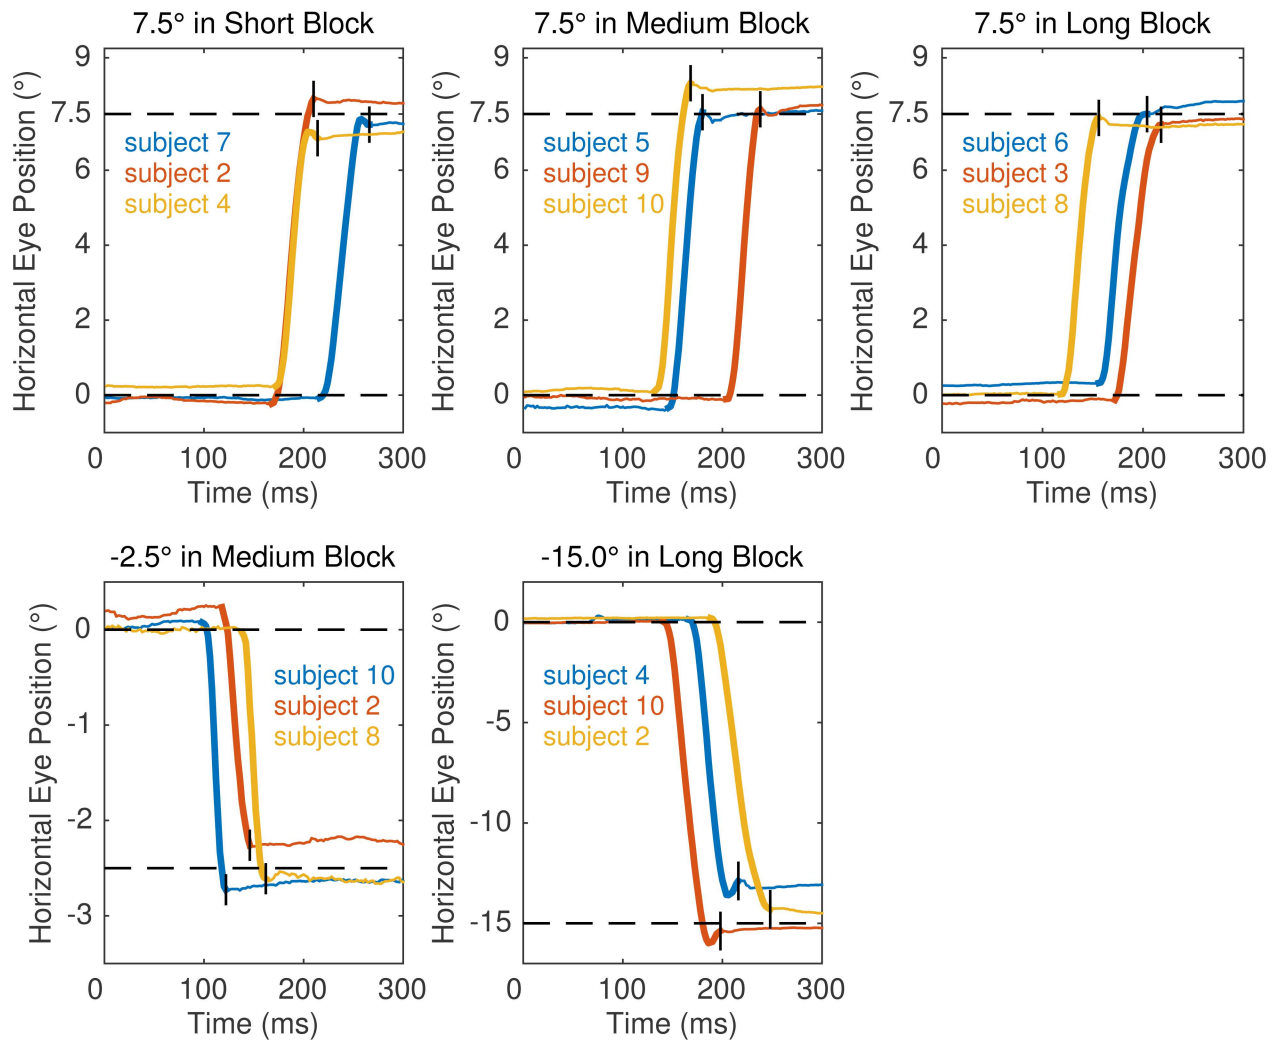 7.5° in Short Block
Horizontal Eye Position (°)
9
7.5
6
4
2
0
subject 7
subject 2
subject 4
0 100 200 300
Time (ms)
7.5° in Medium Block
Horizontal Eye Position (°)
9
7.5
6
4
2
0
subject 5
subject 9
subject 10
0 100 200 300
Time (ms)
7.5° in Long Block
Horizontal Eye Position (°)
9
7.5
6
4
2
0
subject 6
subject 3
subject 8
0 100 200 300
Time (ms)
-2.5° in Medium Block
Horizontal Eye Position (°)
0
-1
-2
-3
subject 10
subject 2
subject 8
0 100 200 300
Time (ms)
-15.0° in Long Block
Horizontal Eye Position (°)
0
-5
-10
-15
subject 4
subject 10
subject 2
0 100 200 300
Time (ms)